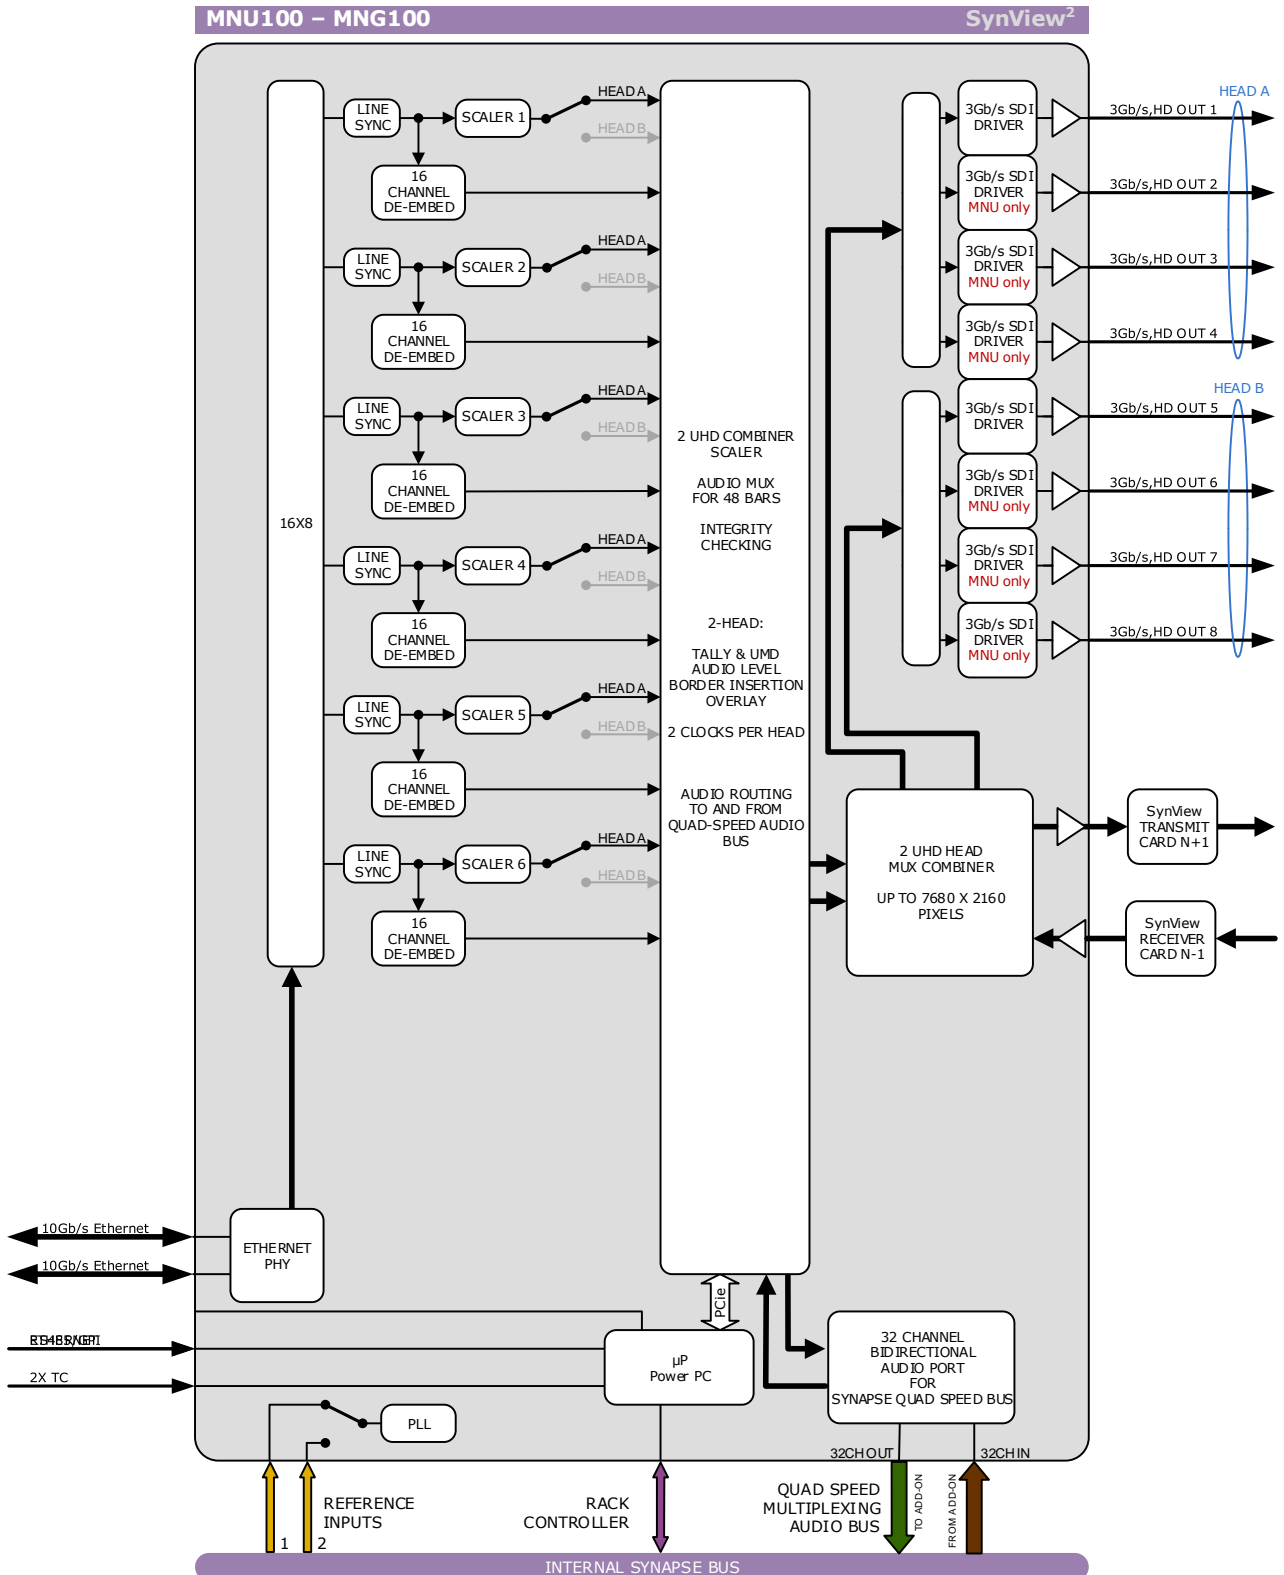 MNU100 – MNG100
SynView2
16X8
LINE
SYNC
SCALER 1
HEAD A
HEAD B
16
CHANNEL
DE-EMBED
LINE
SYNC
SCALER 2
HEAD A
HEAD B
16
CHANNEL
DE-EMBED
LINE
SYNC
SCALER 3
HEAD A
HEAD B
16
CHANNEL
DE-EMBED
LINE
SYNC
SCALER 4
HEAD A
HEAD B
16
CHANNEL
DE-EMBED
LINE
SYNC
SCALER 5
HEAD A
HEAD B
16
CHANNEL
DE-EMBED
LINE
SYNC
SCALER 6
HEAD A
HEAD B
16
CHANNEL
DE-EMBED
2 UHD COMBINER
SCALER
AUDIO MUX
FOR 48 BARS
INTEGRITY
CHECKING
2-HEAD:
TALLY & UMD
AUDIO LEVEL
BORDER INSERTION
OVERLAY
2 CLOCKS PER HEAD
AUDIO ROUTING
TO AND FROM
QUAD-SPEED AUDIO
BUS
HEAD A
3Gb/s SDI
DRIVER
3Gb/s,HD OUT 1
3Gb/s SDI
DRIVER
MNU only
3Gb/s,HD OUT 2
3Gb/s SDI
DRIVER
MNU only
3Gb/s,HD OUT 3
3Gb/s SDI
DRIVER
MNU only
3Gb/s,HD OUT 4
HEAD B
3Gb/s SDI
DRIVER
3Gb/s,HD OUT 5
3Gb/s SDI
DRIVER
MNU only
3Gb/s,HD OUT 6
3Gb/s SDI
DRIVER
MNU only
3Gb/s,HD OUT 7
3Gb/s SDI
DRIVER
MNU only
3Gb/s,HD OUT 8
2 UHD HEAD
MUX COMBINER
UP TO 7680 X 2160
PIXELS
SynView
TRANSMIT
CARD N+1
SynView
RECEIVER
CARD N-1
10Gb/s Ethernet
10Gb/s Ethernet
ETHERNET
PHY
PCie
2X TC
µP
Power PC
32 CHANNEL
BIDIRECTIONAL
AUDIO PORT
FOR
SYNAPSE QUAD SPEED BUS
PLL
32CH OUT
32CH IN
REFERENCE
INPUTS
1
2
RACK
CONTROLLER
QUAD SPEED
MULTIPLEXING
AUDIO BUS
TO ADD-ON
FROM ADD-ON
INTERNAL SYNAPSE BUS